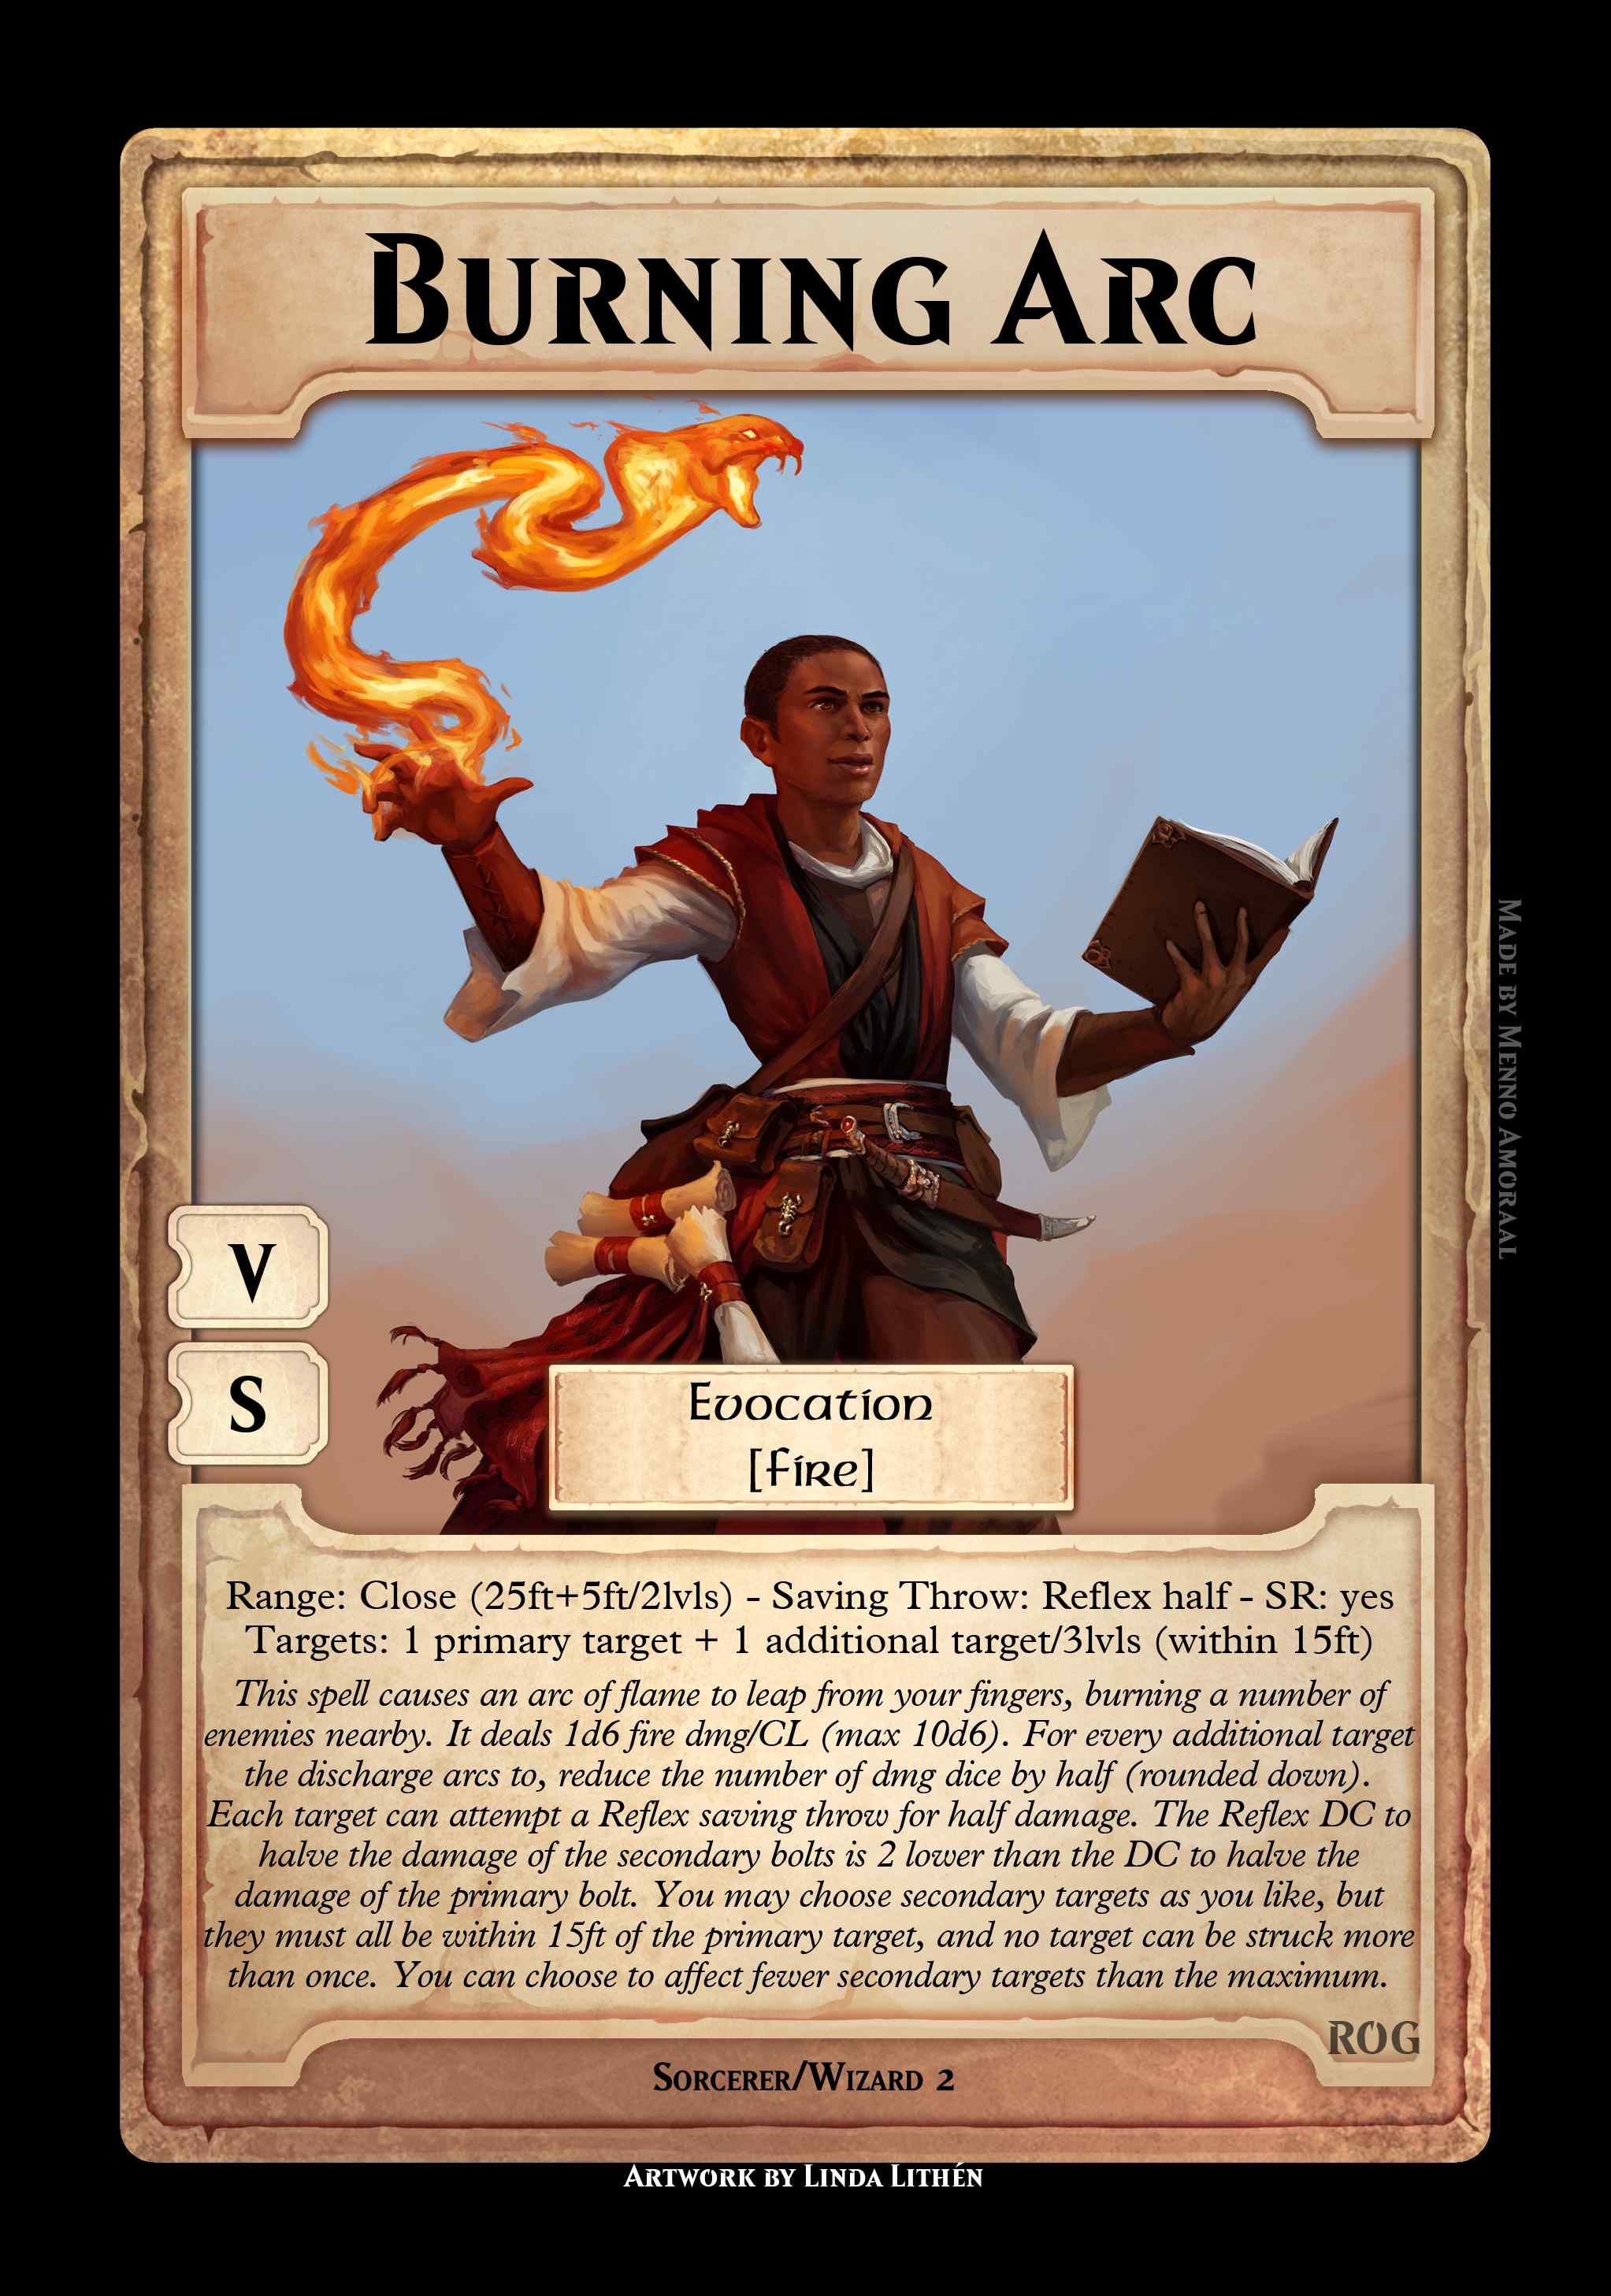 Burning Arc
V
S
Evocation
[Fire]
Range: Close (25ft+5ft/2lvls) - Saving Throw: Reflex half - SR: yes
Targets: 1 primary target + 1 additional target/3lvls (within 15ft)
This spell causes an arc of flame to leap from your fingers, burning a number of
enemies nearby. It deals 1d6 fire dmg/CL (max 10d6). For every additional target
the discharge arcs to, reduce the number of dmg dice by half (rounded down).
Each target can attempt a Reflex saving throw for half damage. The Reflex DC to
halve the damage of the secondary bolts is 2 lower than the DC to halve the
damage of the primary bolt. You may choose secondary targets as you like, but
they must all be within 15ft of the primary target, and no target can be struck more
than once. You can choose to affect fewer secondary targets than the maximum.
ROG
Sorcerer/Wizard 2
Artwork by Linda Lithén
Made by Menno Amoraal